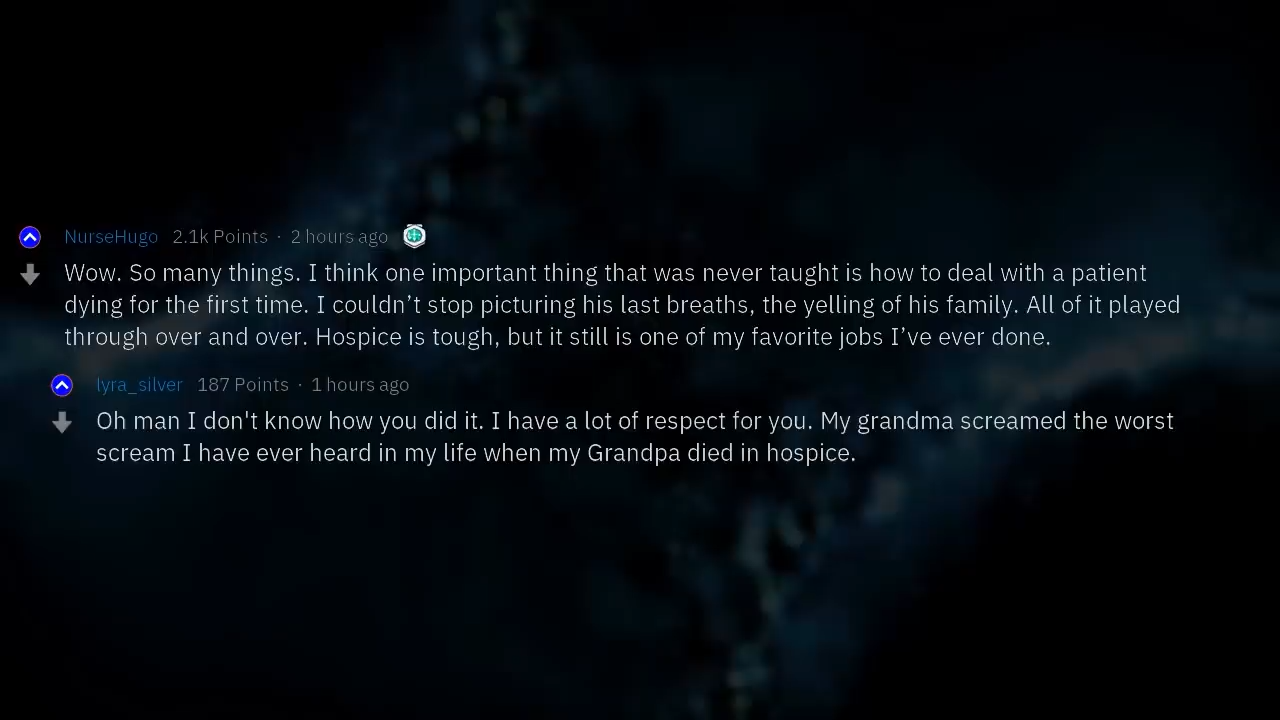 NurseHugo 2.1k Points · 2 hours ago
Wow. So many things. I think one important thing that was never taught is how to deal with a patient
dying for the first time. I couldn’t stop picturing his last breaths, the yelling of his family. All of it played
through over and over. Hospice is tough, but it still is one of my favorite jobs I’ve ever done.
lyra_silver 187 Points · 1 hours ago
Oh man I don't know how you did it. I have a lot of respect for you. My grandma screamed the worst
scream I have ever heard in my life when my Grandpa died in hospice.